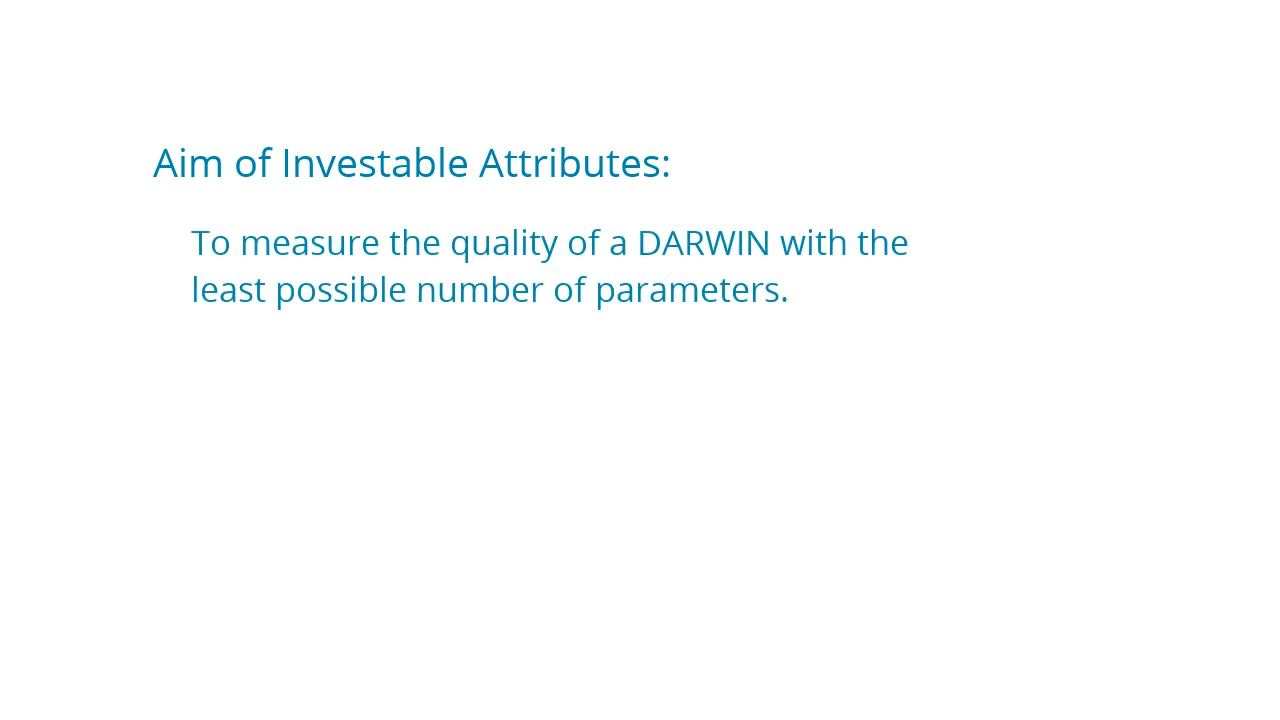 Aim of Investable Attributes:
To measure the quality of a DARWIN with the
least possible number of parameters.